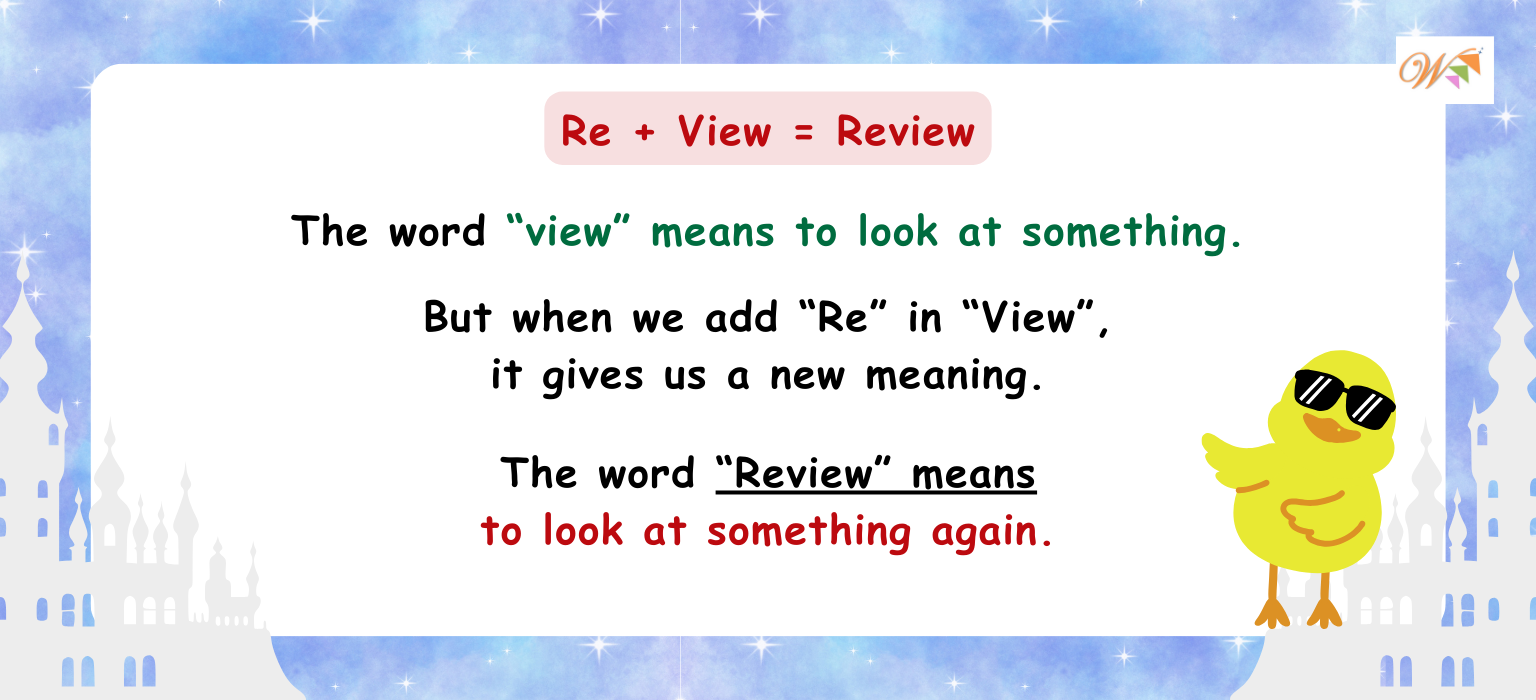 W
Re + View = Review
The word “view” means to look at something.
But when we add “Re” in “View”,
it gives us a new meaning.
The word “Review” means
to look at something again.